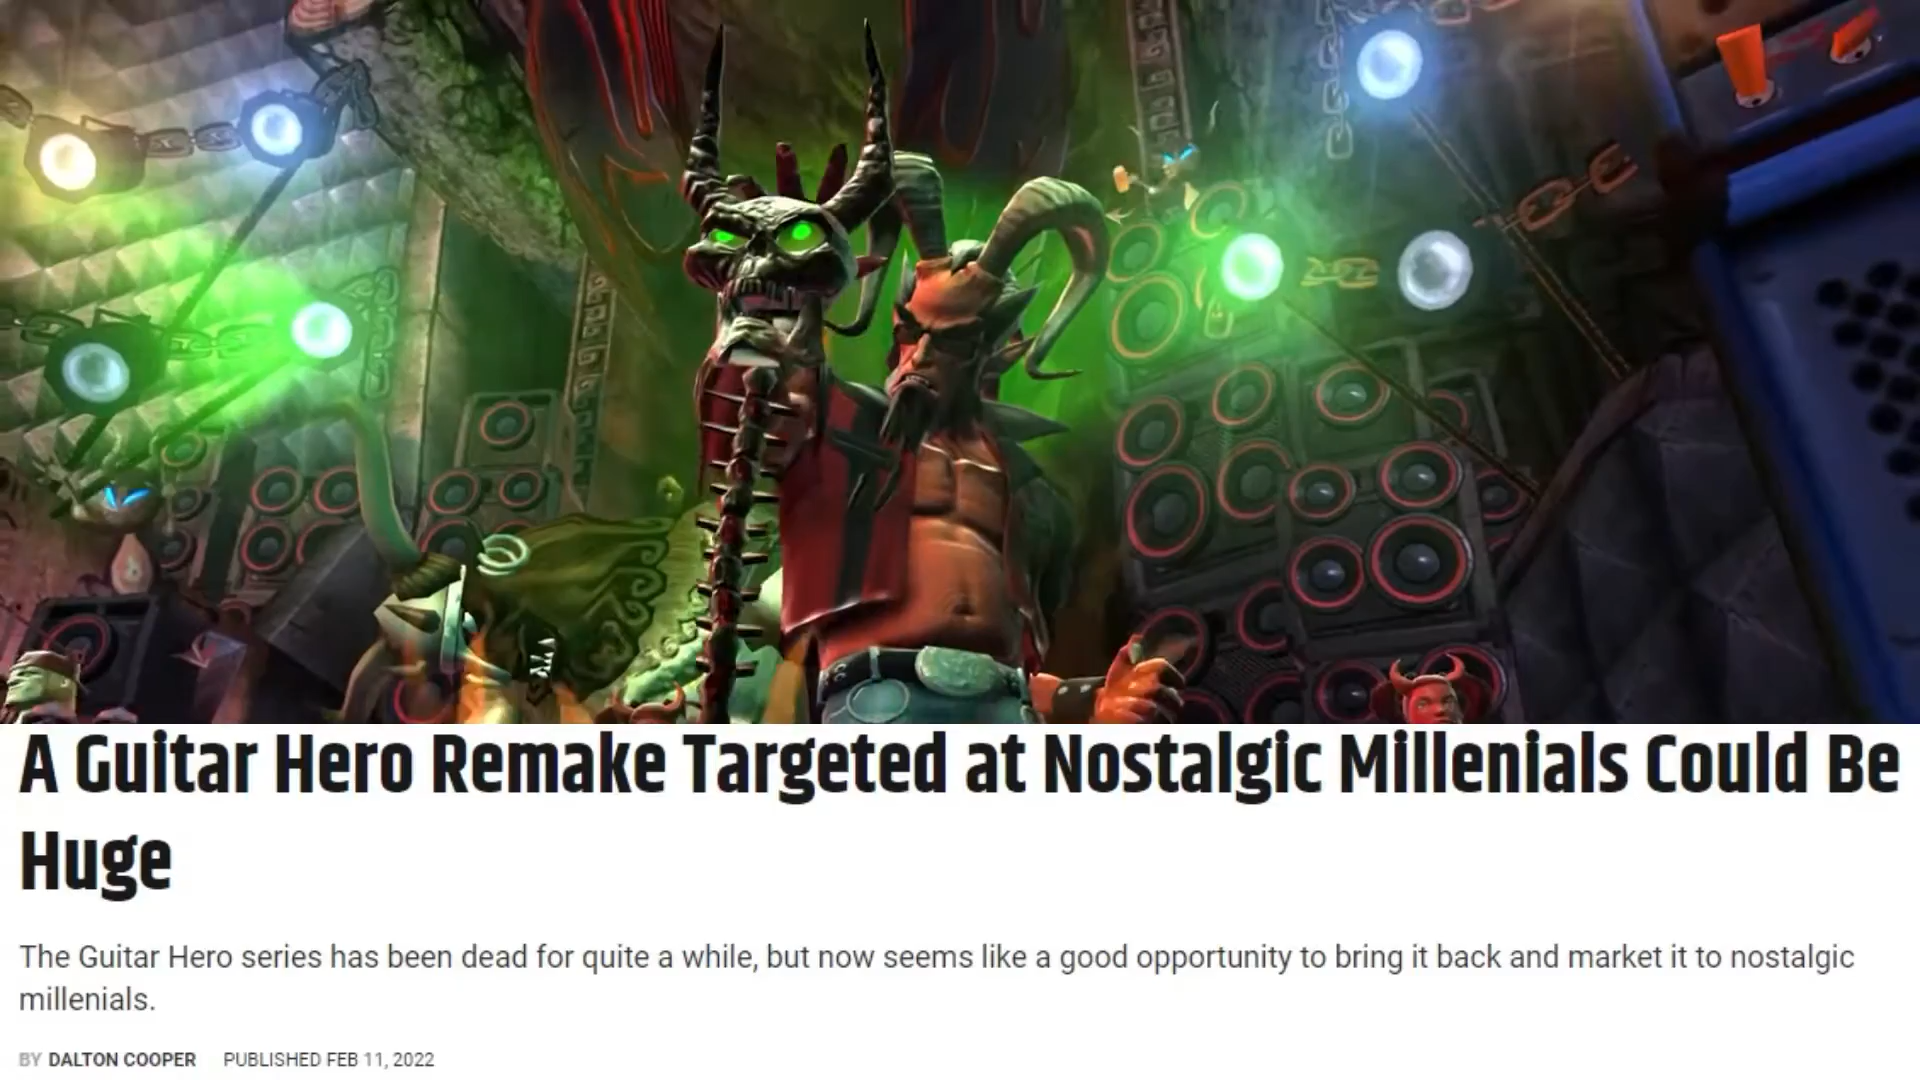 A Guitar Hero Remake Targeted at Nostalgic Millenials Could Be
Huge
The Guitar Hero series has been dead for quite a while, but now seems like a good opportunity to bring it back and market it to nostalgic
millenials.
BY DALTON COOPER PUBLISHED FEB 11, 2022